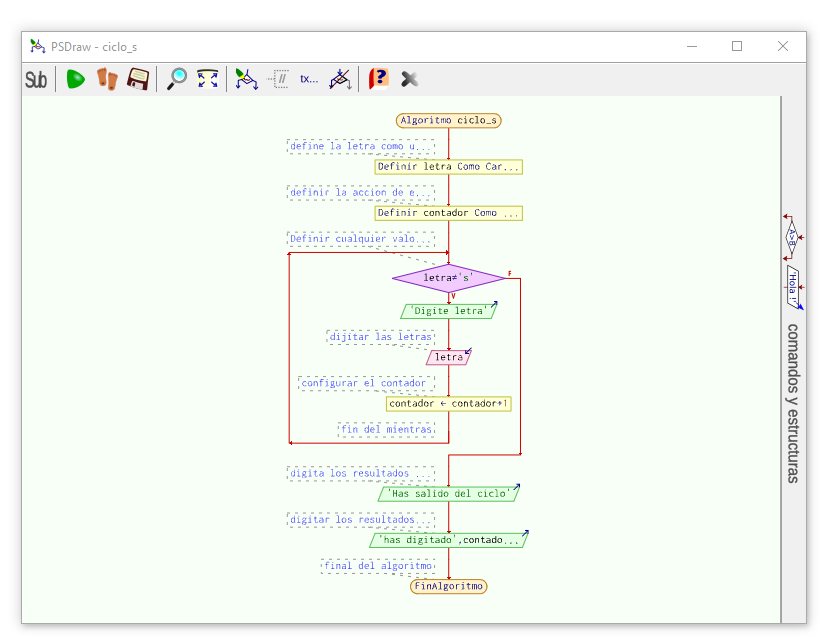 PSDraw - ciclo_s
Sub
//
tx...
?
Algoritmo ciclo_s
define la letra como u...
Definir letra Como Car...
definir la accion de e...
Definir contador Como ...
Definir cualquier valo...
letra≠'s'
F
V
'Digite letra'
dijitar las letras
letra
configurar el contador
contador ← contador+1
fin del mientras
digita los resultados ...
'Has salido del ciclo'
digitar los resultados...
'has digitado',contado...
final del algoritmo
FinAlgoritmo
A>B
'Hola !'
comandos y estructuras